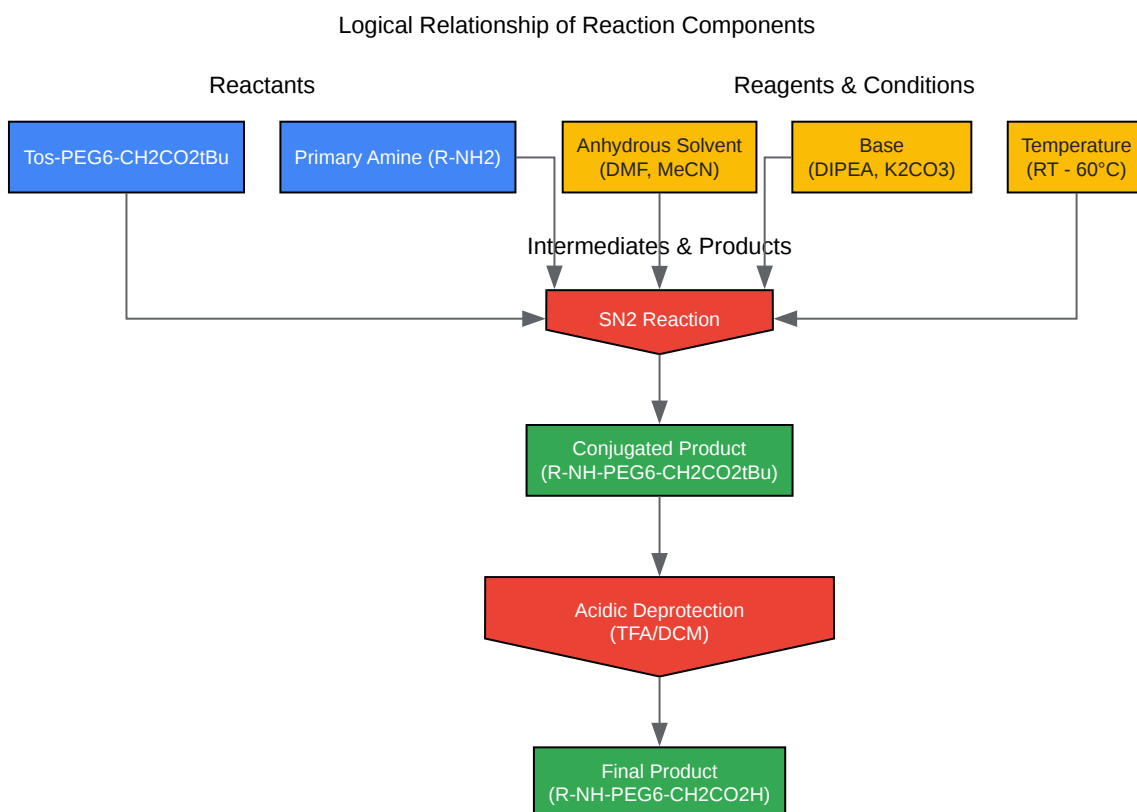 Logical Relationship of Reaction Components
Reactants
Reagents & Conditions
Tos-PEG6-CH2CO2tBu
Primary Amine (R-NH2)
Anhydrous Solvent
(DMF, MeCN)
Base
(DIPEA, K2CO3)
Temperature
(RT - 60°C)
Intermediates & Products
SN2 Reaction
Conjugated Product
(R-NH-PEG6-CH2CO2tBu)
Acidic Deprotection
(TFA/DCM)
Final Product
(R-NH-PEG6-CH2CO2H)